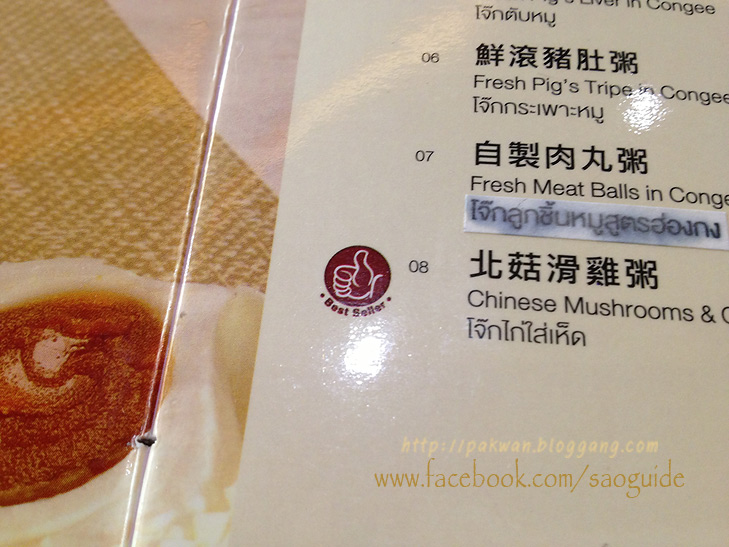 Liver in Congee
โจ๊กตับหมู
06
鮮滾豬肚粥
Fresh Pig's Tripe in Congee
โจ๊กกระเพาะหมู
07
自製肉丸粥
Fresh Meat Balls in Conge
โจ๊กลูกชิ้นหมูสูตรฮ่องกง
• Best Seller •
08
北菇滑雞粥
Chinese Mushrooms &
โจ๊กไก่ใส่เห็ด
http://pakwan.bloggang.com
www.facebook.com/saoguide